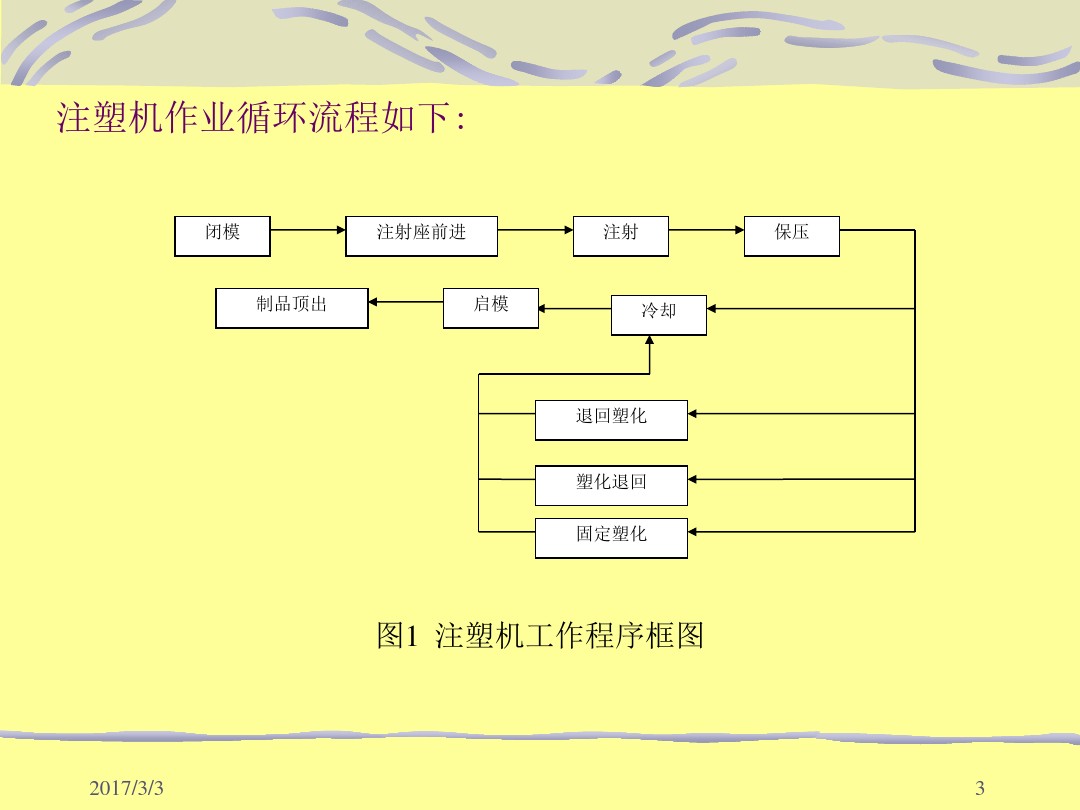 注塑机作业循环流程如下：
闭模
注射座前进
注射
保压
制品顶出
启模
冷却
退回塑化
塑化退回
固定塑化
图1 注塑机工作程序框图
2017/3/3
3